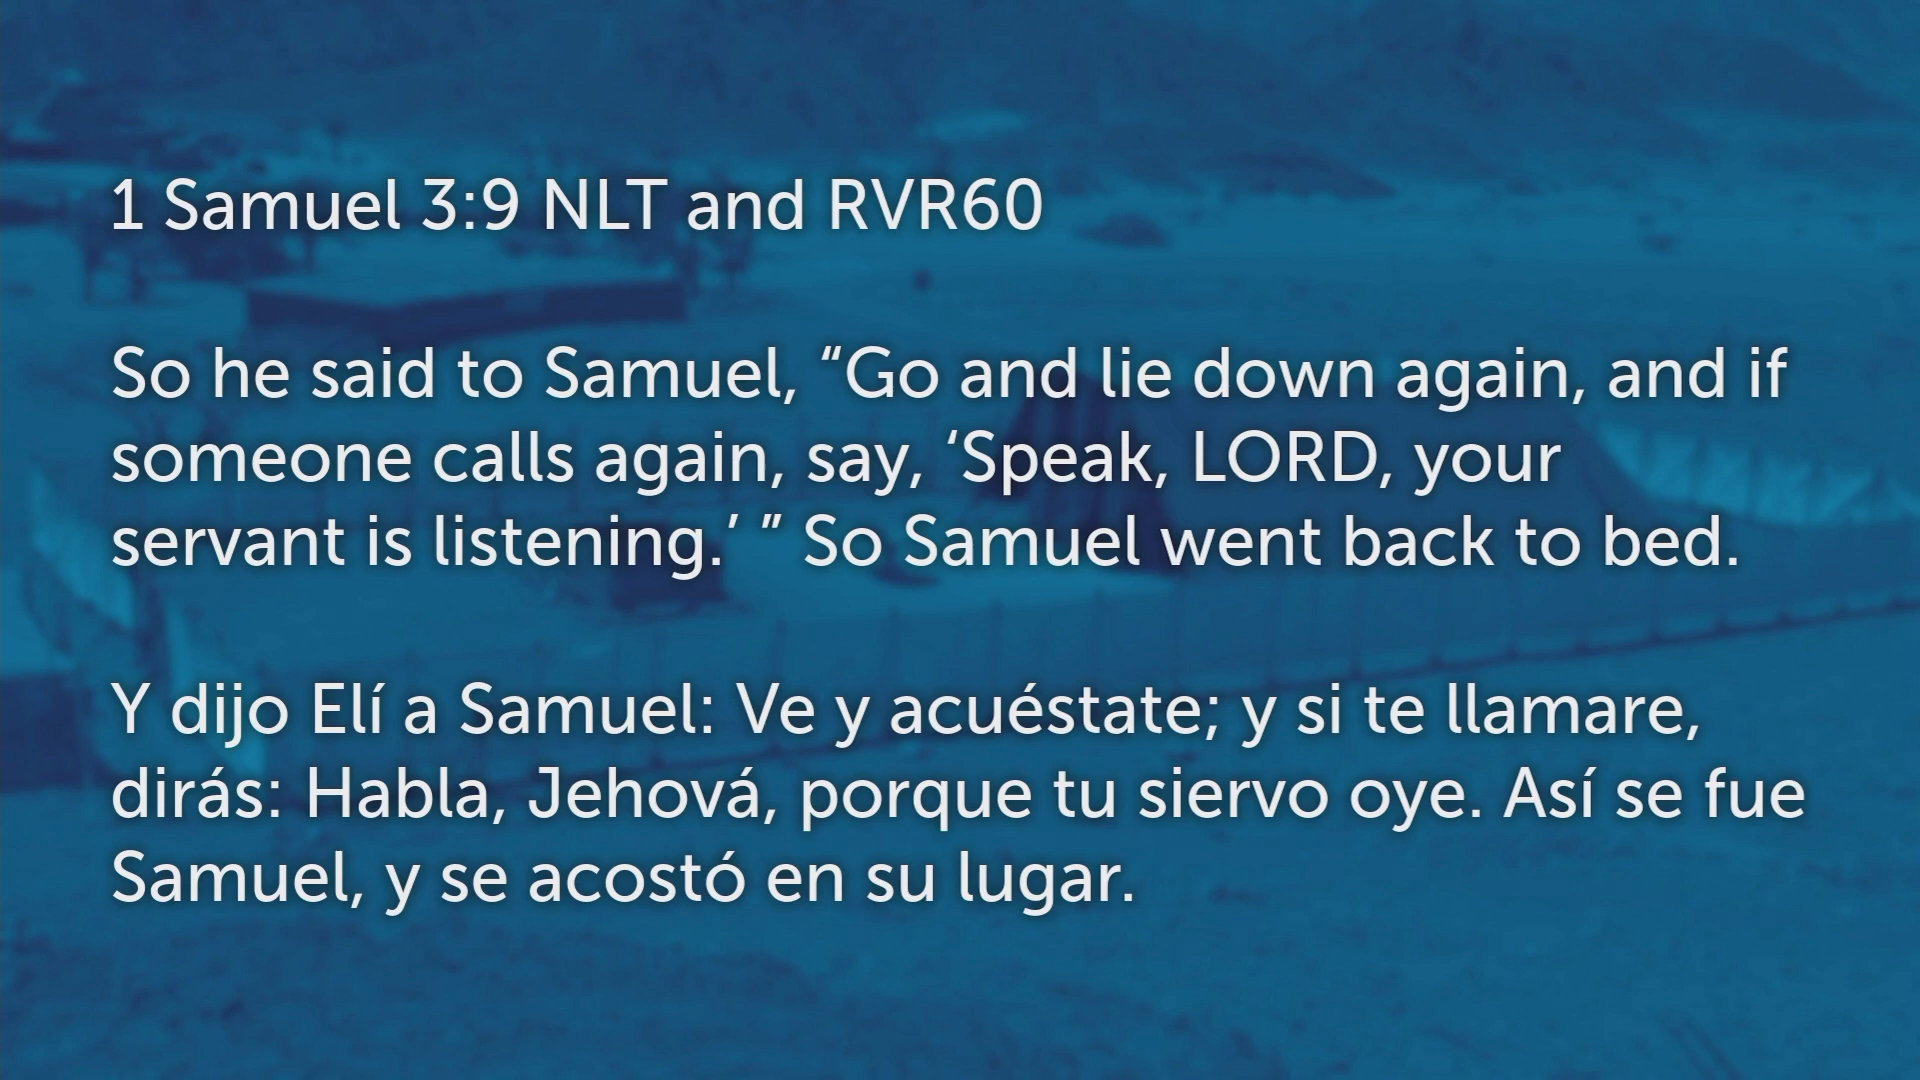 1 Samuel 3:9 NLT and RVR60
So he said to Samuel, “Go and lie down again, and if
someone calls again, say, ‘Speak, LORD, your
servant is listening.’ ” So Samuel went back to bed.
Y dijo Elí a Samuel: Ve y acuéstate; y si te llamare,
dirás: Habla, Jehová, porque tu siervo oye. Así se fue
Samuel, y se acostó en su lugar.